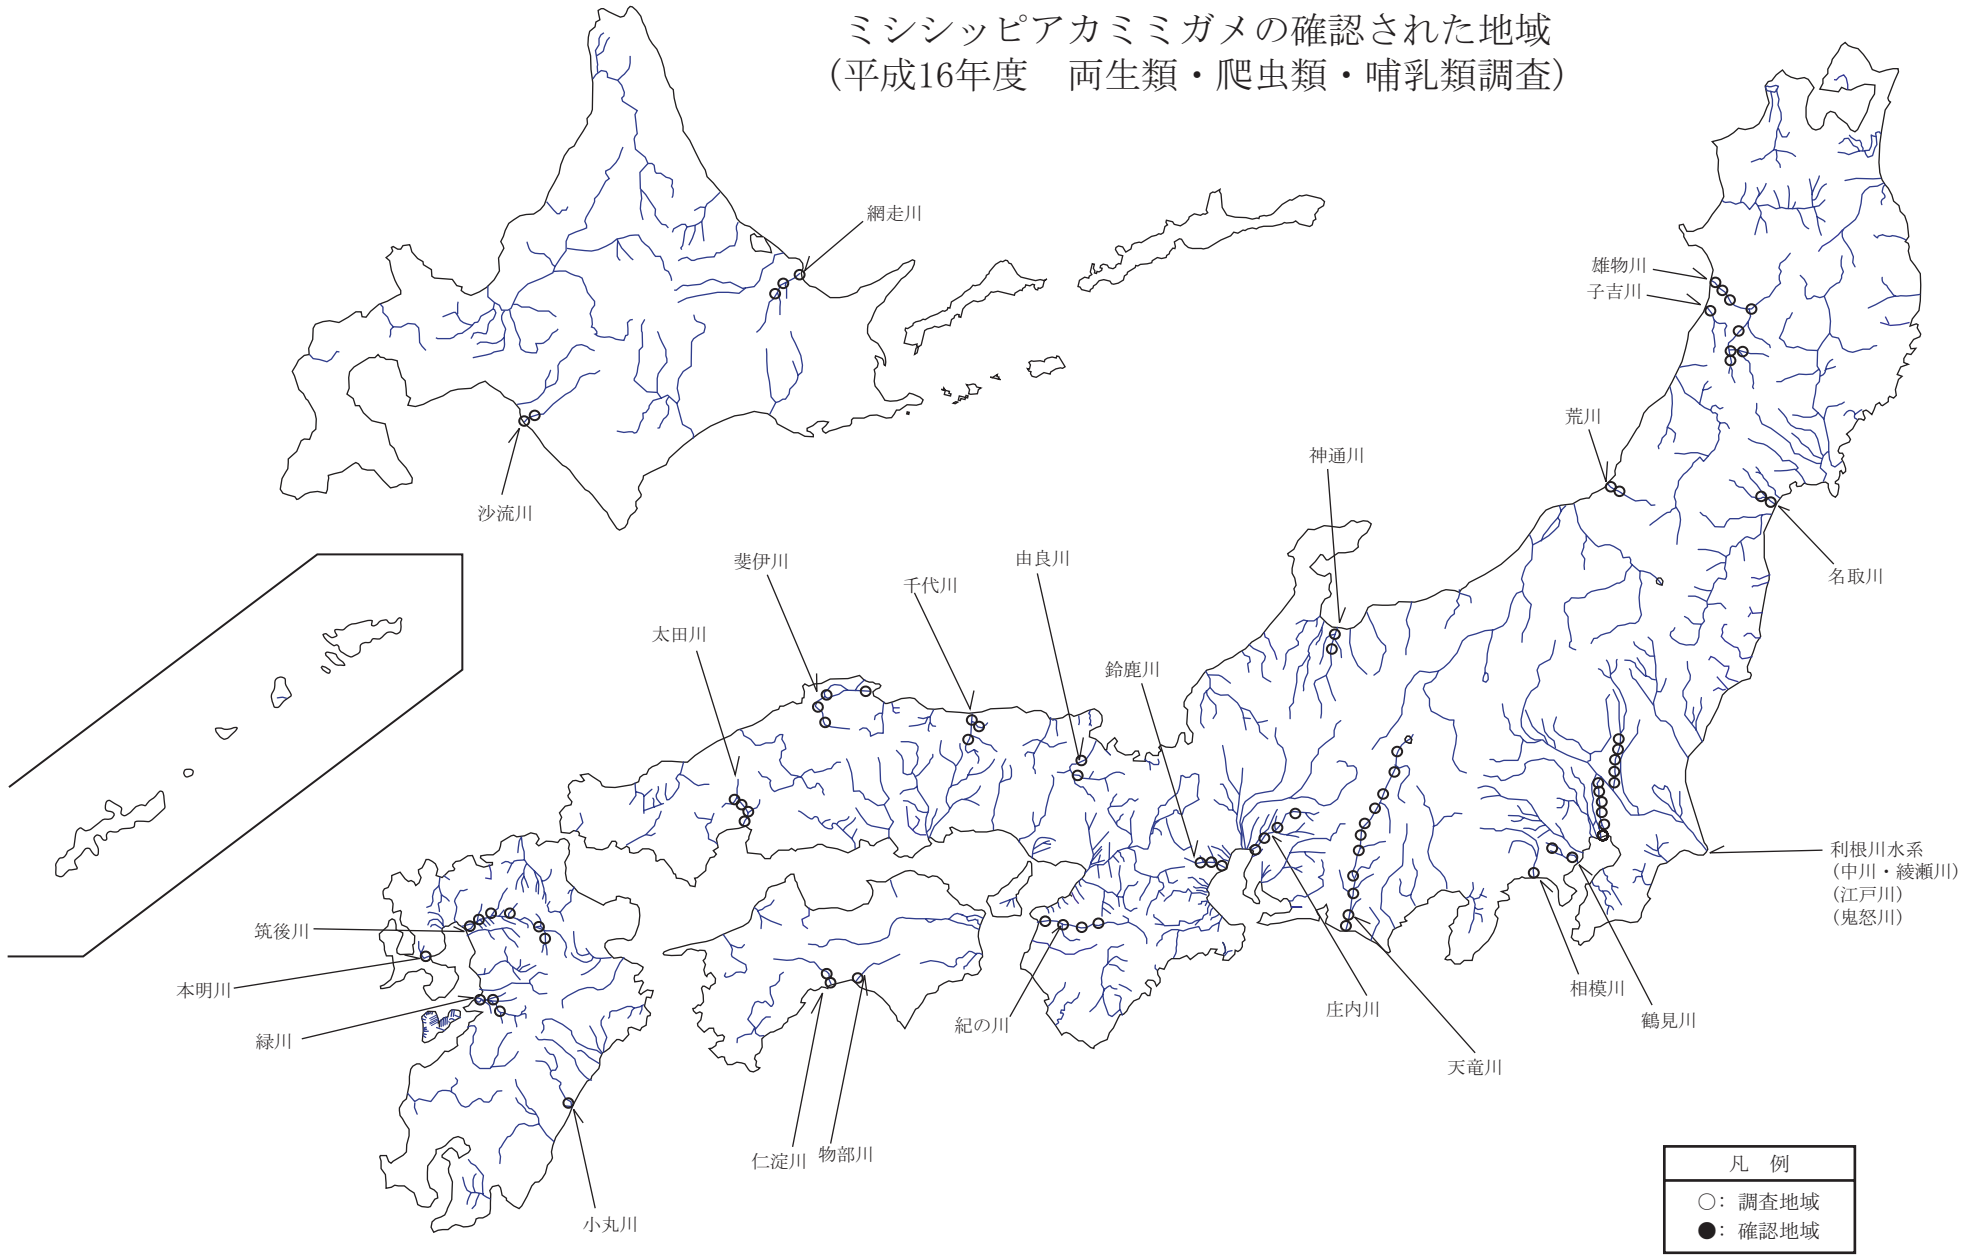 ミシシッピアカミミガメの確認された地域
(平成16年度　両生類・爬虫類・哺乳類調査)
網走川
雄物川
子吉川
荒川
神通川
沙流川
斐伊川
千代川
由良川
名取川
太田川
鈴鹿川
利根川水系
(中川・綾瀬川)
(江戸川)
(鬼怒川)
筑後川
本明川
相模川
庄内川
鶴見川
紀の川
緑川
天竜川
仁淀川
物部川
小丸川
凡　例
○：調査地域
●：確認地域